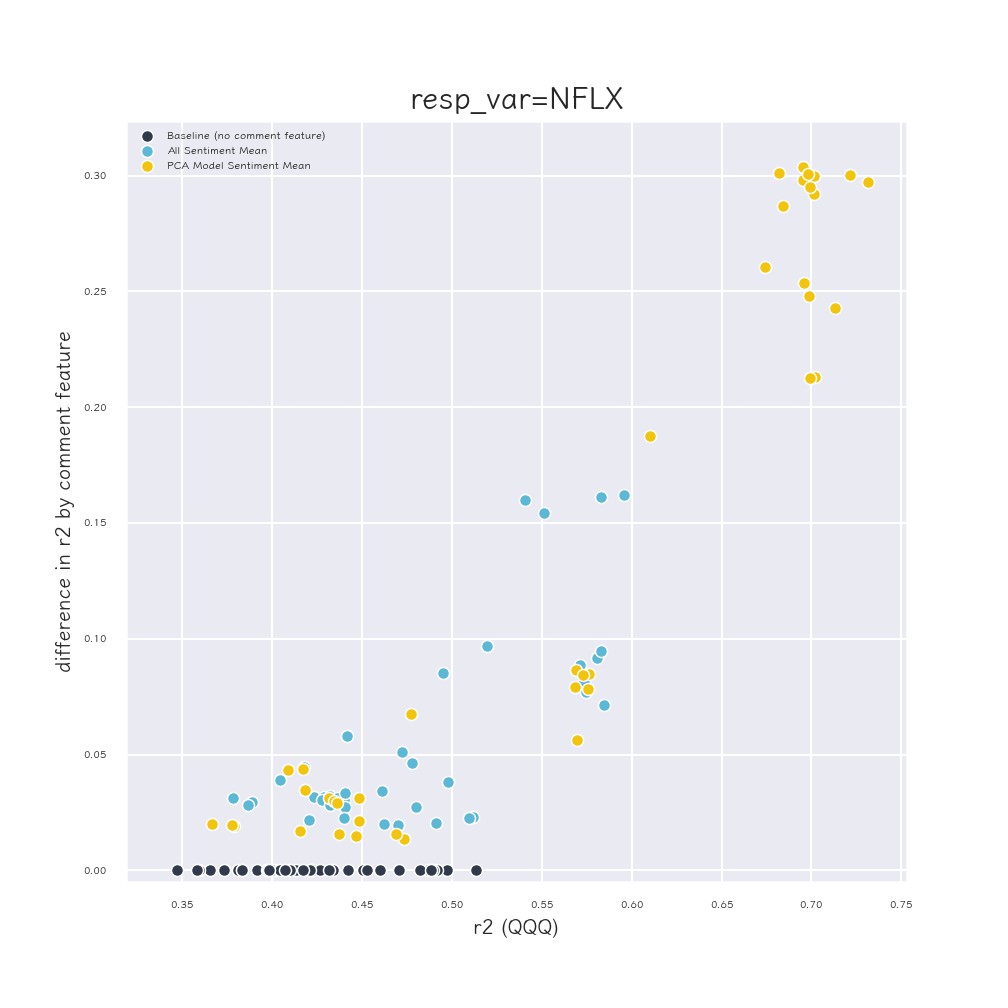 resp_var=NFLX
Baseline (no comment feature)
All Sentiment Mean
PCA Model Sentiment Mean
0.30
0.25
0.20
0.15
0.10
0.05
0.00
difference in r2 by comment feature
0.35 0.40 0.45 0.50 0.55 0.60 0.65 0.70 0.75
r2 (QQQ)